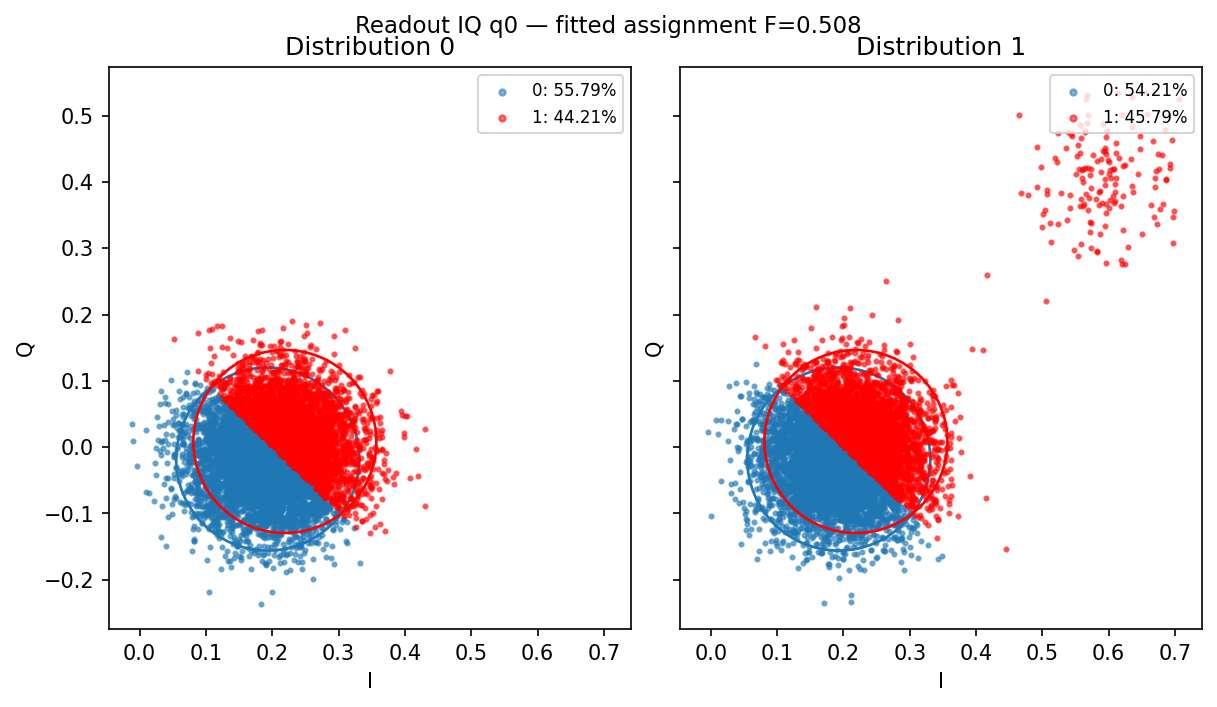 Readout IQ q0 — fitted assignment F=0.508
Distribution 0
Distribution 1
0: 55.79%
1: 44.21%
0: 54.21%
1: 45.79%
Q
0.5
0.4
0.3
0.2
0.1
0.0
−0.1
−0.2
Q
0.0 0.1 0.2 0.3 0.4 0.5 0.6 0.7
0.0 0.1 0.2 0.3 0.4 0.5 0.6 0.7
I
I